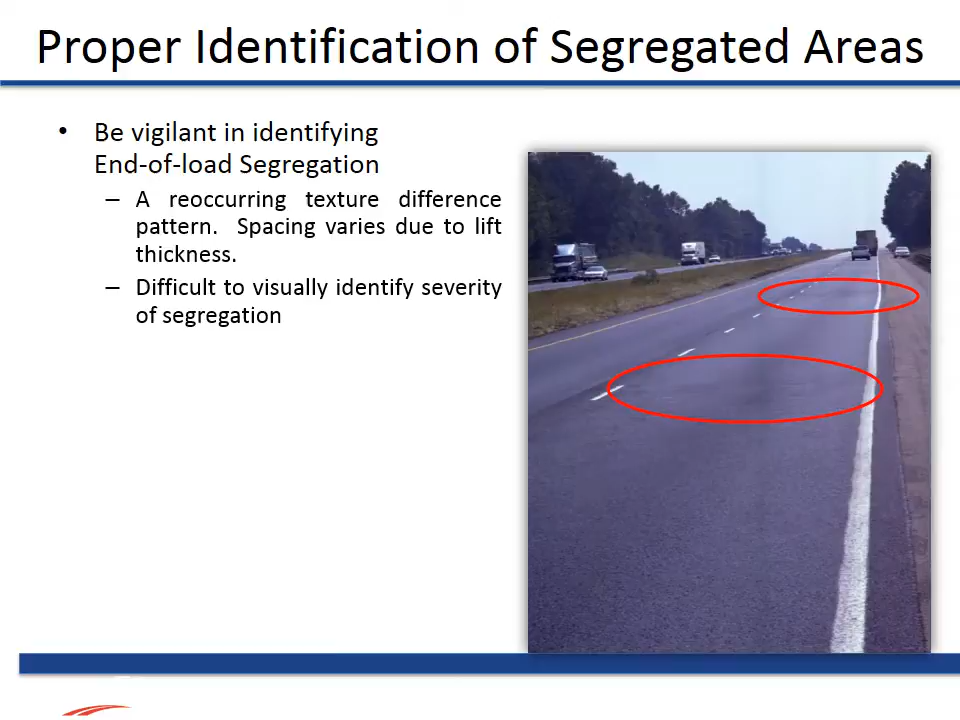 Proper Identification of Segregated Areas
• Be vigilant in identifying
End-of-load Segregation
– A reoccurring texture difference
pattern. Spacing varies due to lift
thickness.
– Difficult to visually identify severity
of segregation